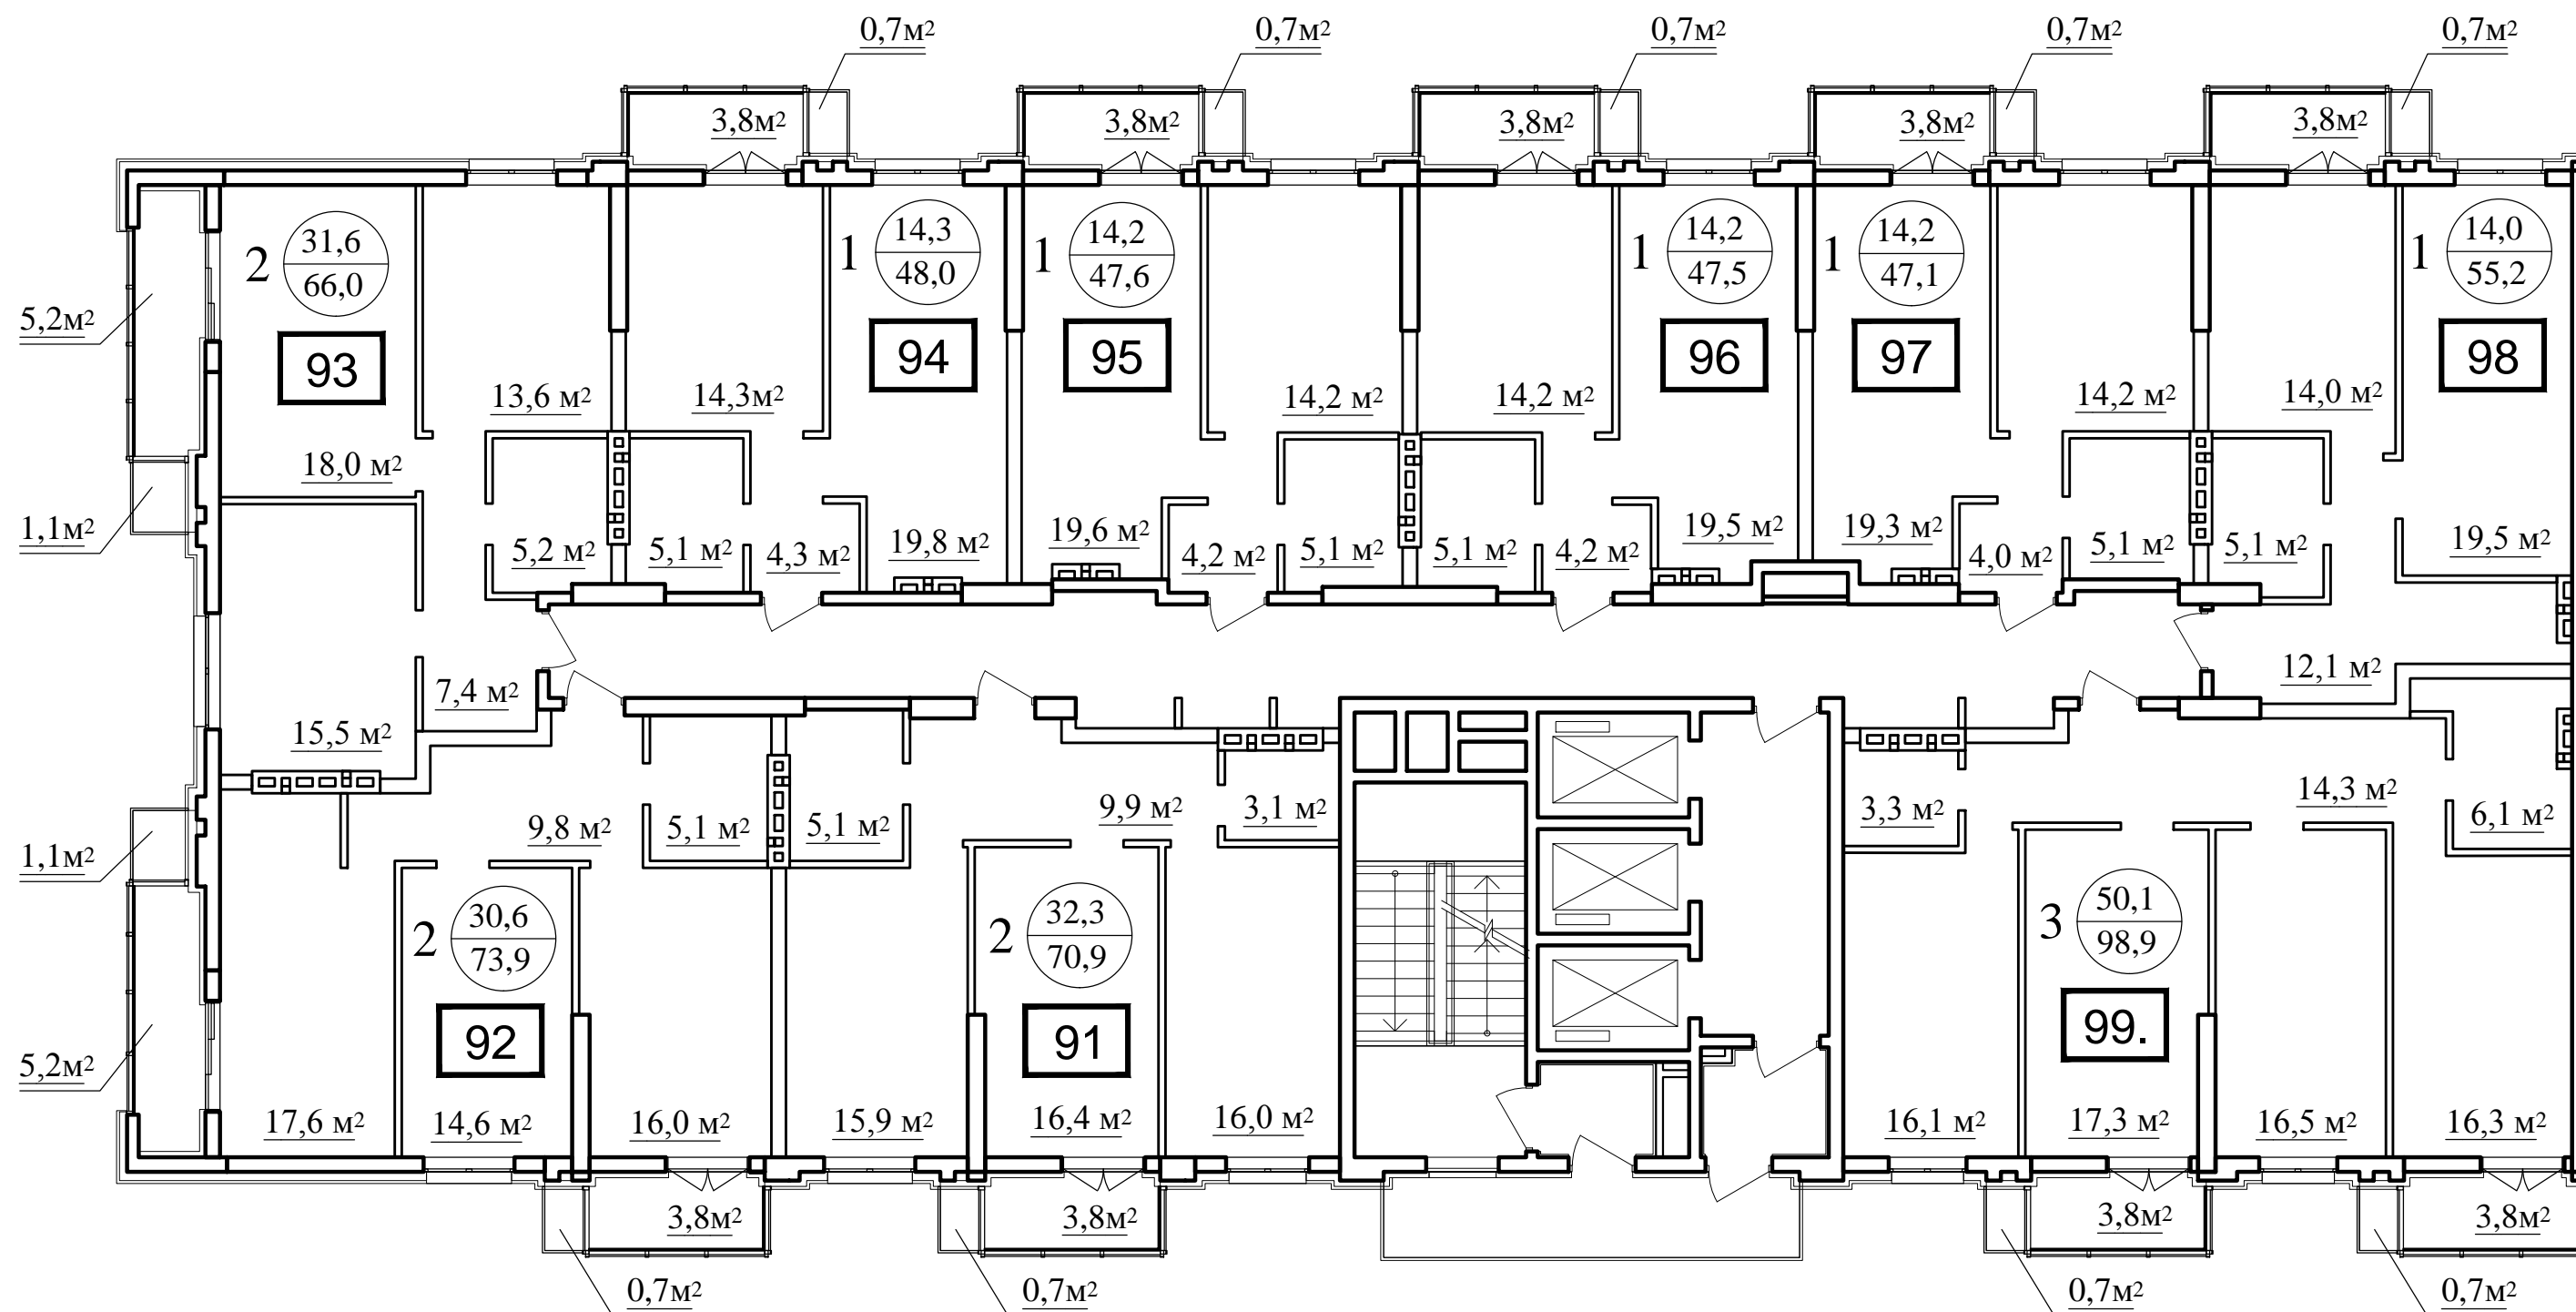 0,7м²
0,7м²
0,7м²
0,7м²
0,7м²
3,8м²
3,8м²
3,8м²
3,8м²
3,8м²
2
31,6
66,0
93
1
14,3
48,0
94
1
14,2
47,6
95
1
14,2
47,5
96
1
14,2
47,1
97
1
14,0
55,2
98
5,2м²
13,6 м²
14,3м²
14,2 м²
14,2 м²
14,2 м²
14,0 м²
18,0 м²
1,1м²
5,2 м²
5,1 м²
4,3 м²
19,8 м²
19,6 м²
4,2 м²
5,1 м²
5,1 м²
4,2 м²
19,5 м²
19,3 м²
4,0 м²
5,1 м²
5,1 м²
19,5 м²
7,4 м²
12,1 м²
15,5 м²
1,1м²
9,8 м²
5,1 м²
5,1 м²
9,9 м²
3,1 м²
3,3 м²
14,3 м²
6,1 м²
2
30,6
73,9
92
2
32,3
70,9
91
3
50,1
98,9
99.
5,2м²
17,6 м²
14,6 м²
16,0 м²
15,9 м²
16,4 м²
16,0 м²
16,1 м²
17,3 м²
16,5 м²
16,3 м²
3,8м²
3,8м²
3,8м²
3,8м²
0,7м²
0,7м²
0,7м²
0,7м²